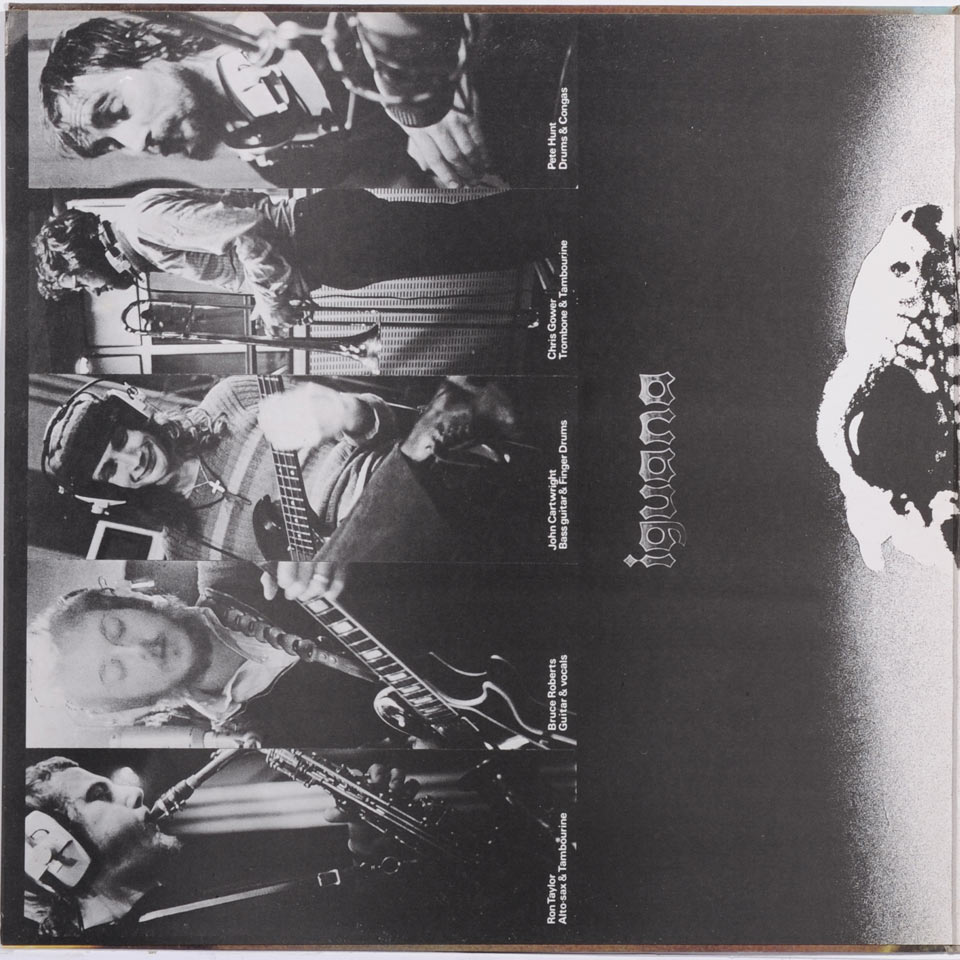 Ron Taylor
Alto-sax & Tambourine
Bruce Roberts
Guitar & vocals
John Cartwright
Bass guitar & Finger Drums
Chris Gower
Trombone & Tambourine
Pete Hunt
Drums & Congas
iguana